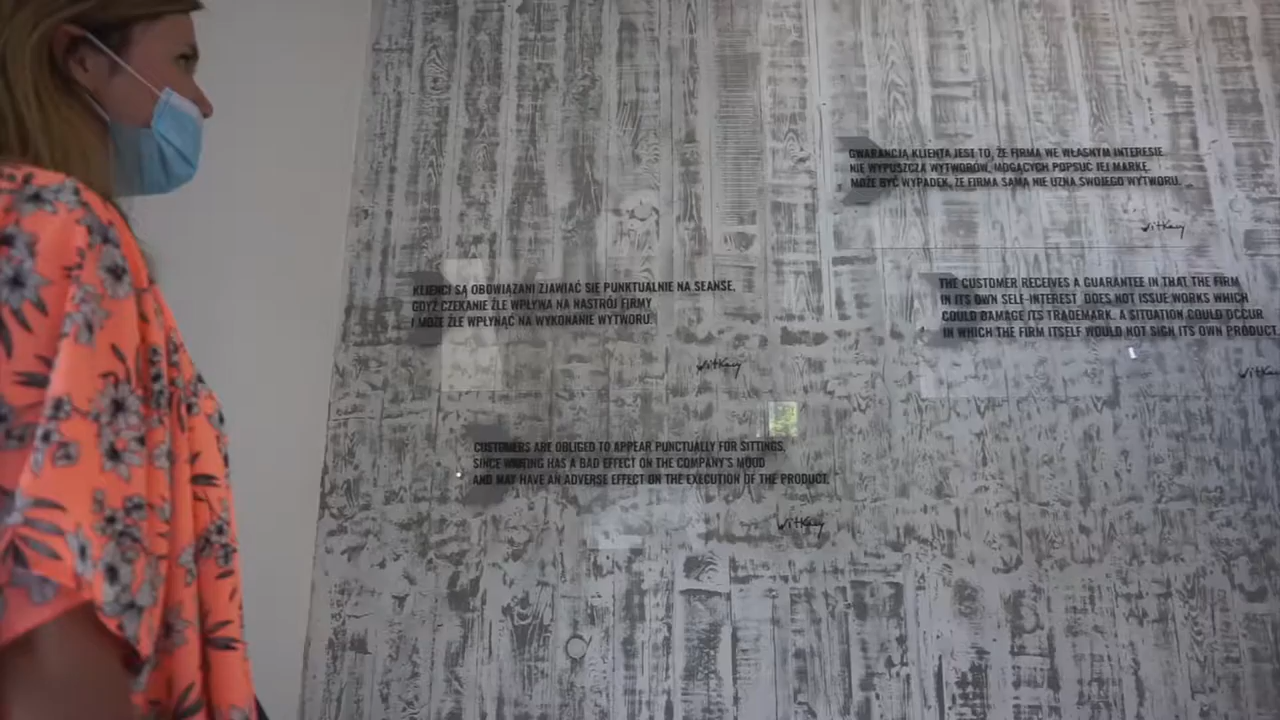 GWARANCJĄ KLIENTA JEST TO, ŻE FIRMA WE WŁASNYM INTERESIE
NIE WYPUSZCZA WYTWORÓW, MOGĄCYCH POPSUĆ JEJ MARKĘ.
MOŻE BYĆ WYPADEK, ŻE FIRMA SAMA NIE UZNA SWOJEGO WYTWORU.
Witkacy
KLIENCI SĄ OBOWIĄZANI ZJAWIAĆ SIĘ PUNKTUALNIE NA SEANSE,
GDYŻ CZEKANIE ŹLE WPŁYWA NA NASTRÓJ FIRMY
I MOŻE ŹLE WPŁYNĄĆ NA WYKONANIE WYTWORU.
Witkacy
THE CUSTOMER RECEIVES A GUARANTEE IN THAT THE FIRM
IN ITS OWN SELF-INTEREST DOES NOT ISSUE WORKS WHICH
COULD DAMAGE ITS TRADEMARK. A SITUATION COULD OCCUR
IN WHICH THE FIRM ITSELF WOULD NOT SIGN ITS OWN PRODUCT.
Witkacy
CUSTOMERS ARE OBLIGED TO APPEAR PUNCTUALLY FOR SITTINGS,
SINCE WAITING HAS A BAD EFFECT ON THE COMPANY'S MOOD
AND MAY HAVE AN ADVERSE EFFECT ON THE EXECUTION OF THE PRODUCT.
Witkacy